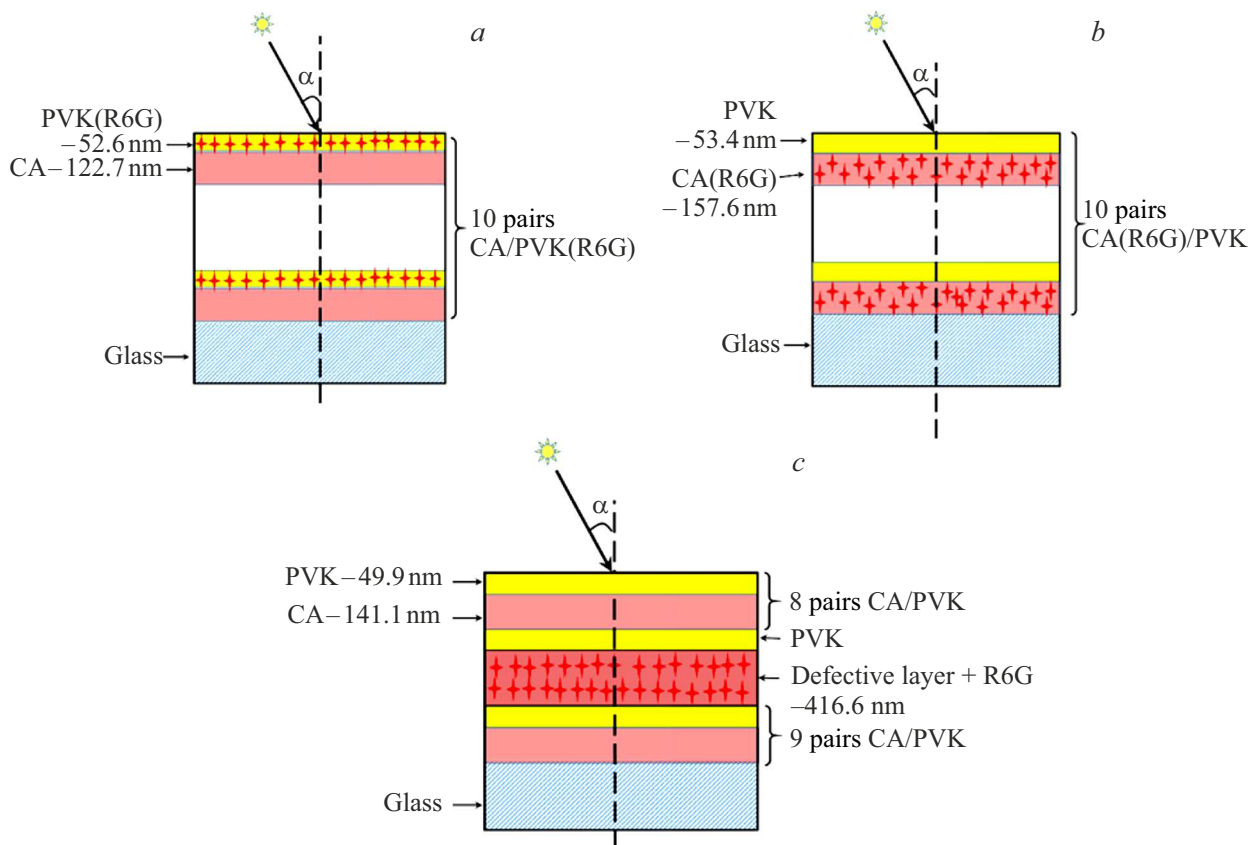 a
α
PVK(R6G)
–52.6 nm
CA–122.7 nm
10 pairs
CA/PVK(R6G)
Glass
b
α
PVK
–53.4 nm
CA(R6G)
–157.6 nm
10 pairs
CA(R6G)/PVK
Glass
c
α
PVK–49.9 nm
CA–141.1 nm
8 pairs CA/PVK
PVK
Defective layer + R6G
–416.6 nm
9 pairs CA/PVK
Glass